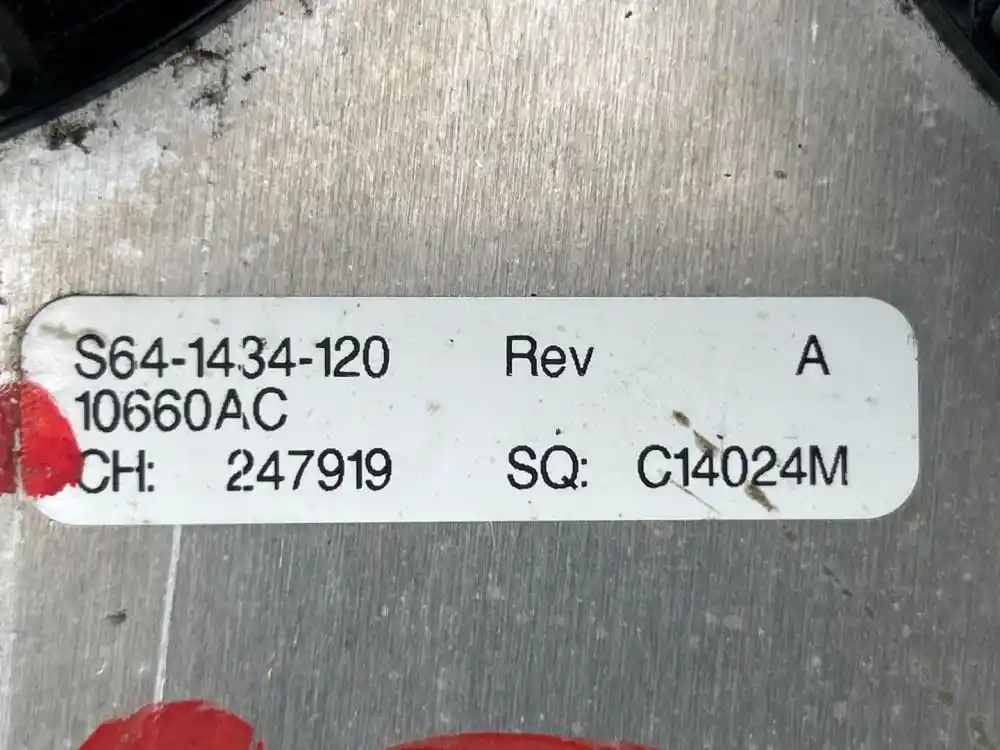 S64-1434-120 Rev A
10660AC
CH: 247919 SQ: C14024M